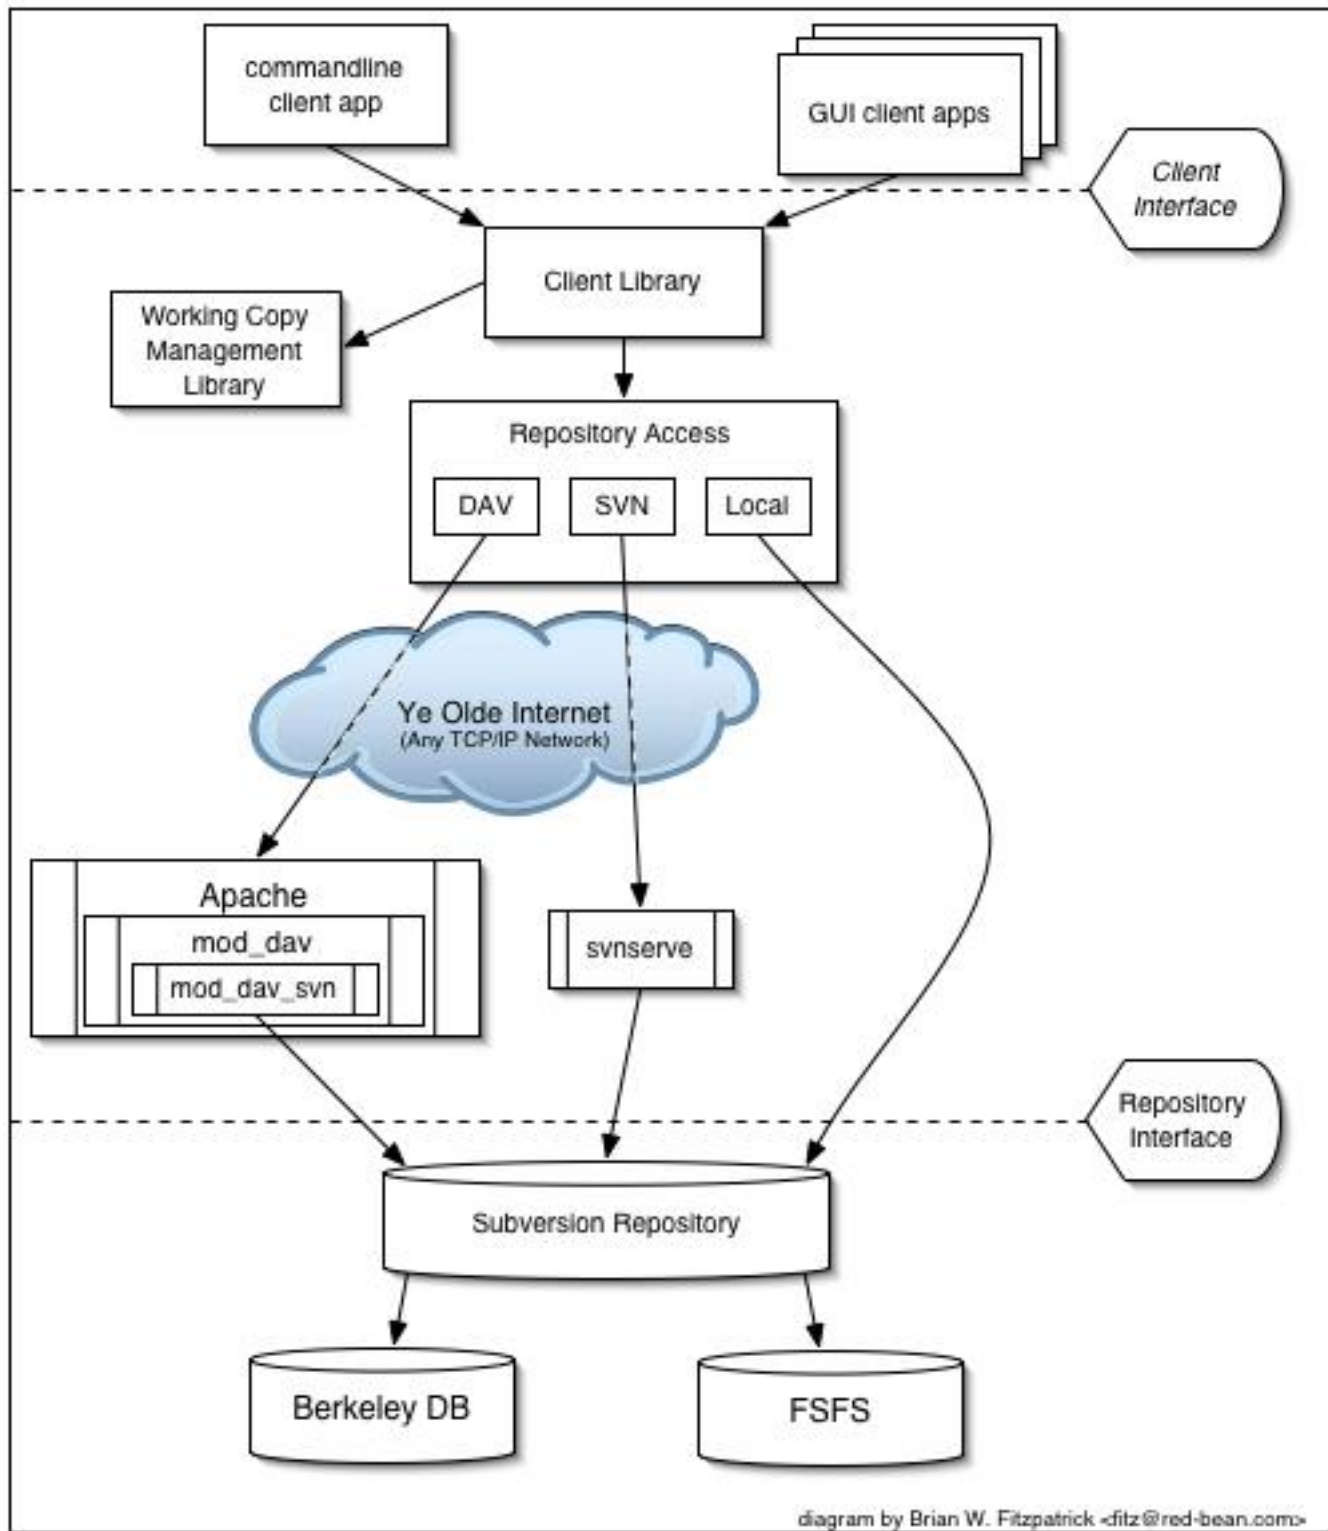 commandline
client app
GUI client apps
Client
Interface
Client Library
Working Copy
Management
Library
Repository Access
DAV
SVN
Local
Ye Olde Internet
(Any TCP/IP Network)
Apache
mod_dav
mod_dav_svn
svnserve
Repository
Interface
Subversion Repository
Berkeley DB
FSFS
diagram by Brian W. Fitzpatrick <fitz@red-bean.com>